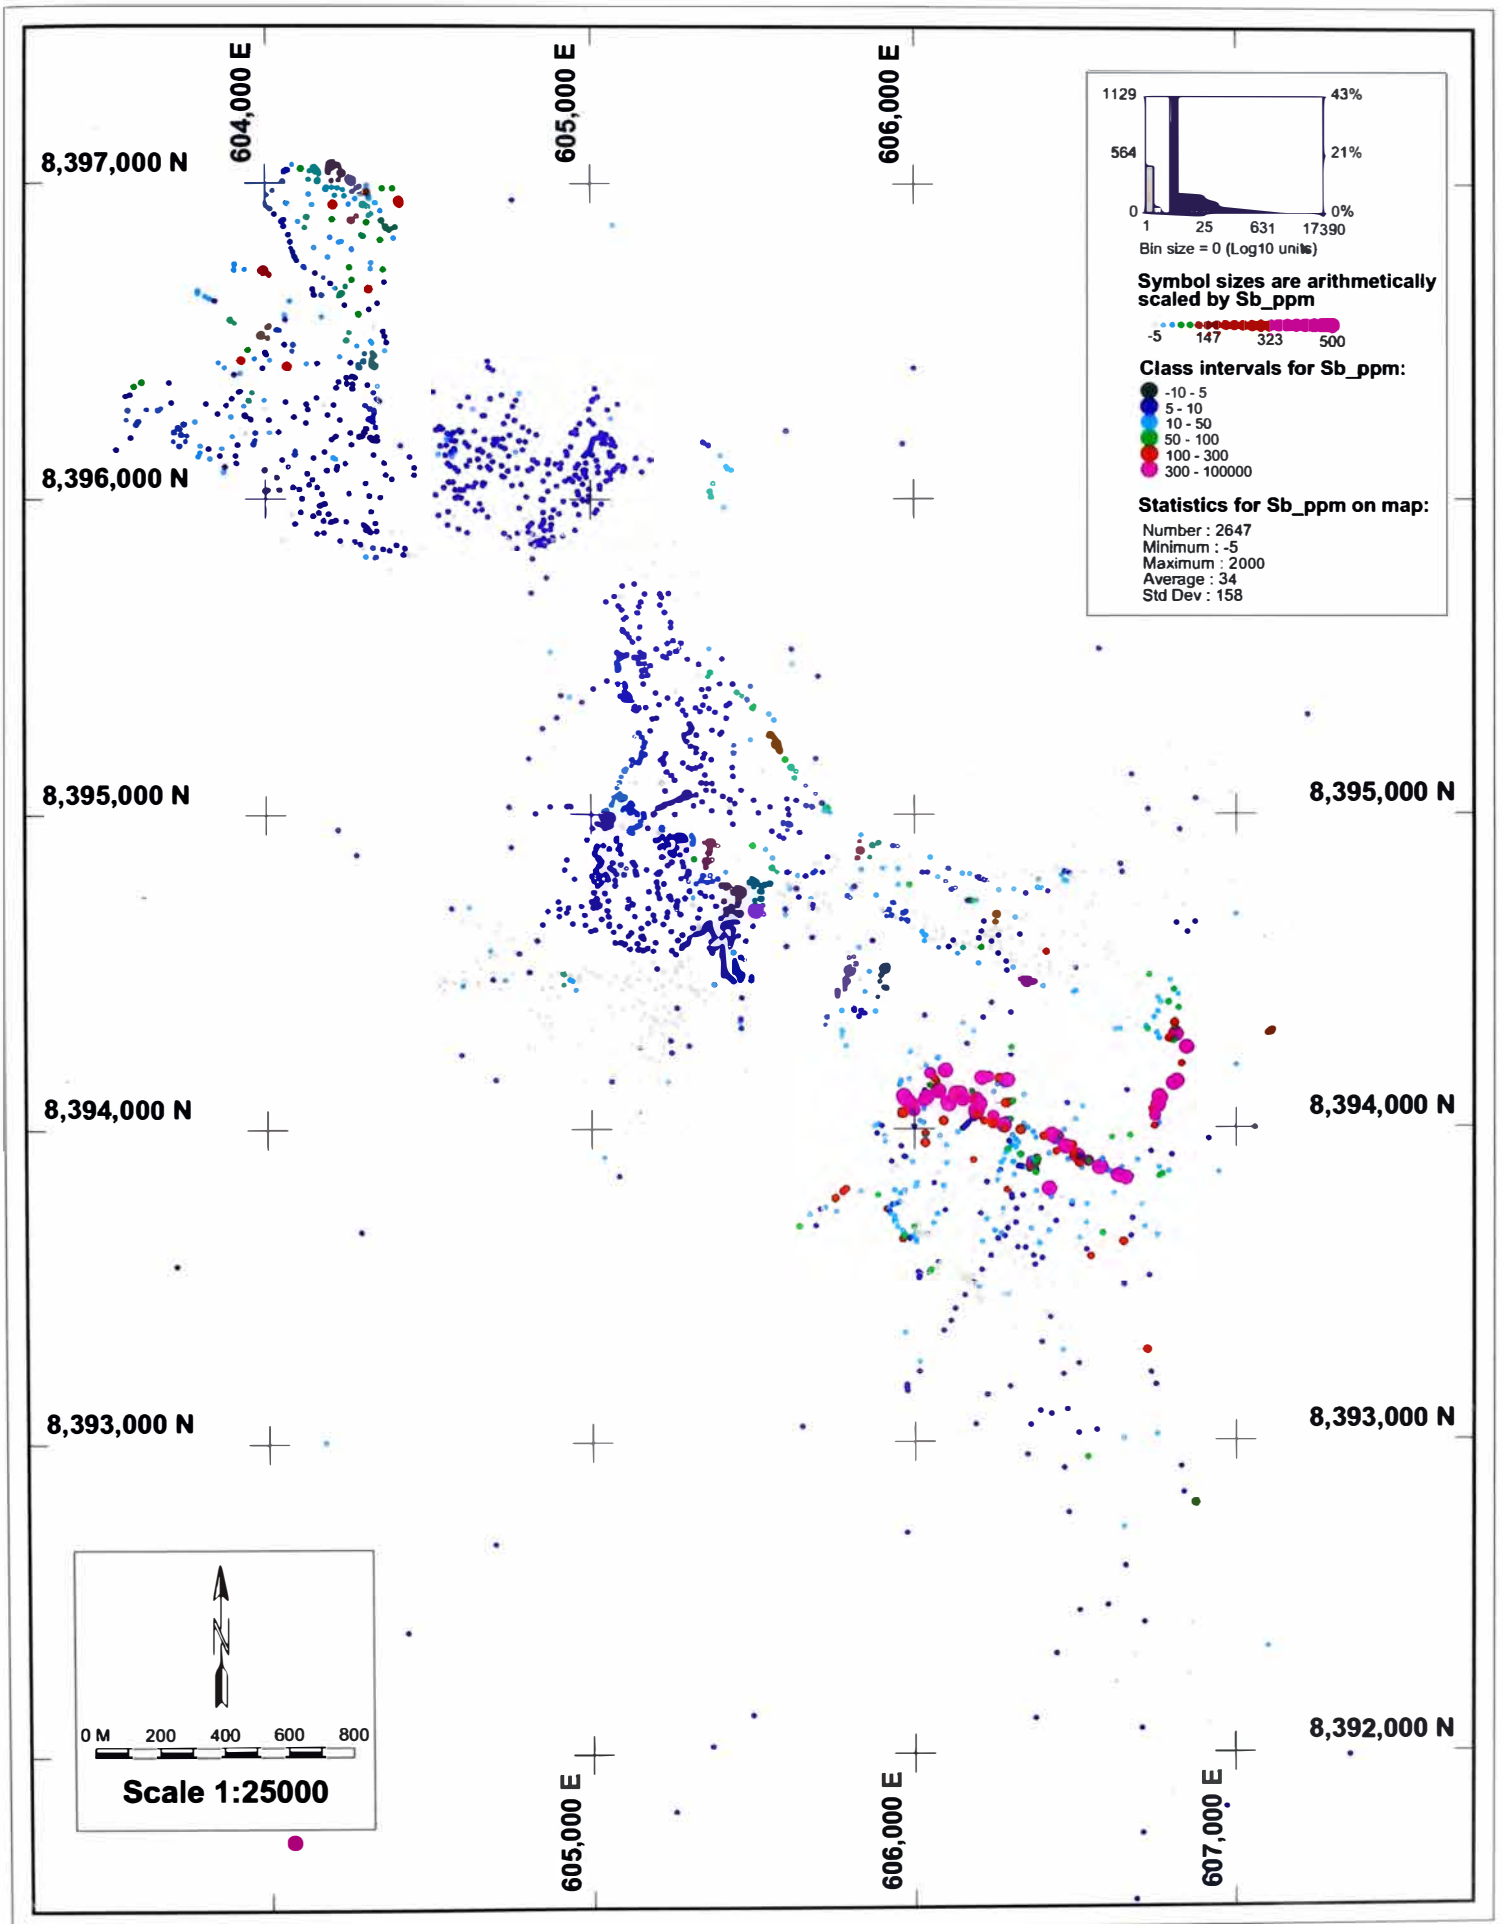 604,000 E
605,000 E
606,000 E
8,397,000 N
8,396,000 N
8,395,000 N
8,394,000 N
8,393,000 N
1129
564
0
43%
21%
0%
1 25 631 17390
Bin size = 0 (Log10 units)
Symbol sizes are arithmetically
scaled by Sb_ppm
-5 147 323 500
Class intervals for Sb_ppm:
-10 - 5
5 - 10
10 - 50
50 - 100
100 - 300
300 - 100000
Statistics for Sb_ppm on map:
Number : 2647
Minimum : -5
Maximum : 2000
Average : 34
Std Dev : 158
8,395,000 N
8,394,000 N
8,393,000 N
8,392,000 N
N
0 M 200 400 600 800
Scale 1:25000
605,000 E
606,000 E
607,000 E